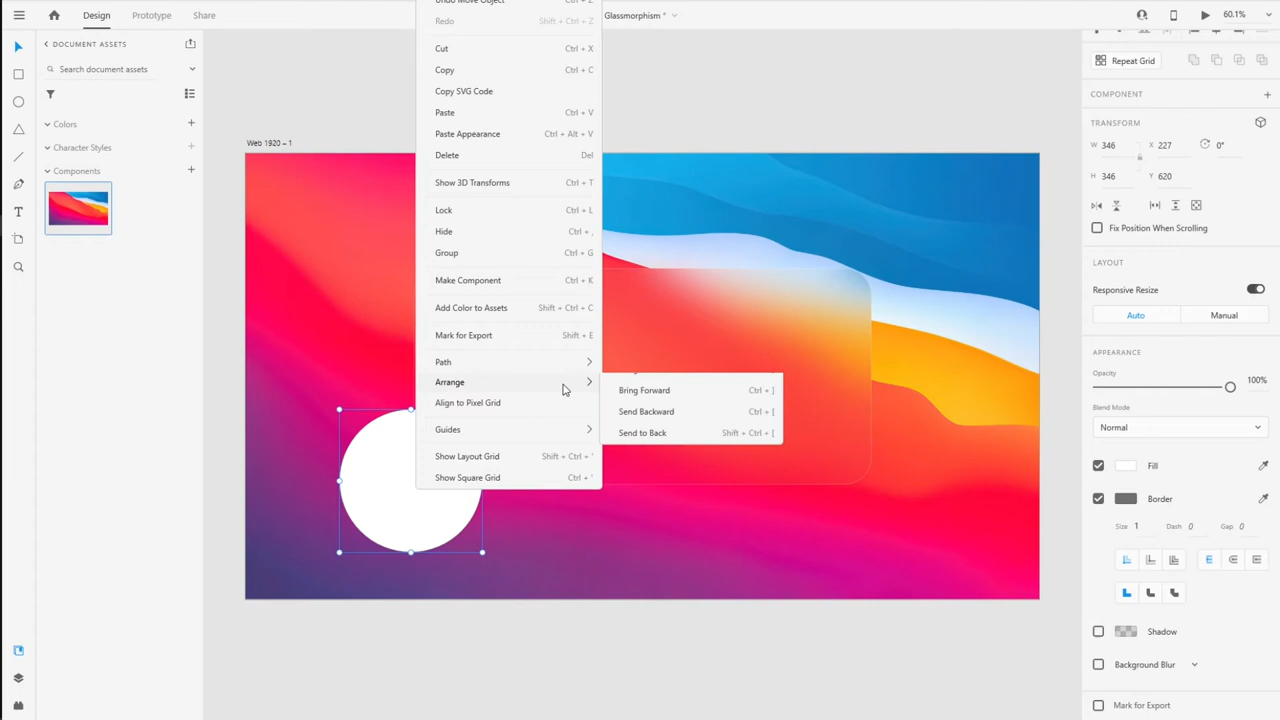 Undo Move Object Ctrl + Z
Design Prototype Share Glassmorphism * 60.1%
Redo Shift + Ctrl + Z
DOCUMENT ASSETS
Search document assets
Colors
Character Styles
Components
Cut Ctrl + X
Copy Ctrl + C
Copy SVG Code
Paste Ctrl + V
Paste Appearance Ctrl + Alt + V
Delete Del
Show 3D Transforms Ctrl + T
Lock Ctrl + L
Hide Ctrl + ,
Group Ctrl + G
Make Component Ctrl + K
Add Color to Assets Shift + Ctrl + C
Mark for Export Shift + E
Path
Arrange
Align to Pixel Grid
Guides
Show Layout Grid Shift + Ctrl + '
Show Square Grid Ctrl + '
Bring Forward Ctrl + ]
Send Backward Ctrl + [
Send to Back Shift + Ctrl + [
Web 1920 – 1
Repeat Grid
COMPONENT
TRANSFORM
W 346 X 227 0°
H 346 Y 620
Fix Position When Scrolling
LAYOUT
Responsive Resize
Auto Manual
APPEARANCE
Opacity 100%
Blend Mode
Normal
Fill
Border
Size 1 Dash 0 Gap 0
Shadow
Background Blur
Mark for Export